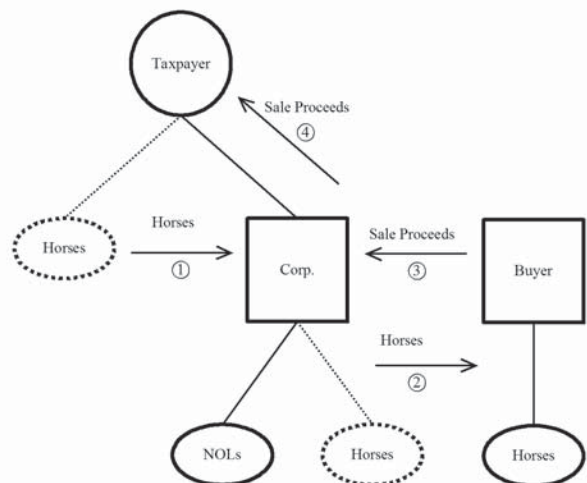 Taxpayer
Sale Proceeds
④
Horses
Horses
①
Corp.
Sale Proceeds
③
Buyer
Horses
②
NOLs
Horses
Horses